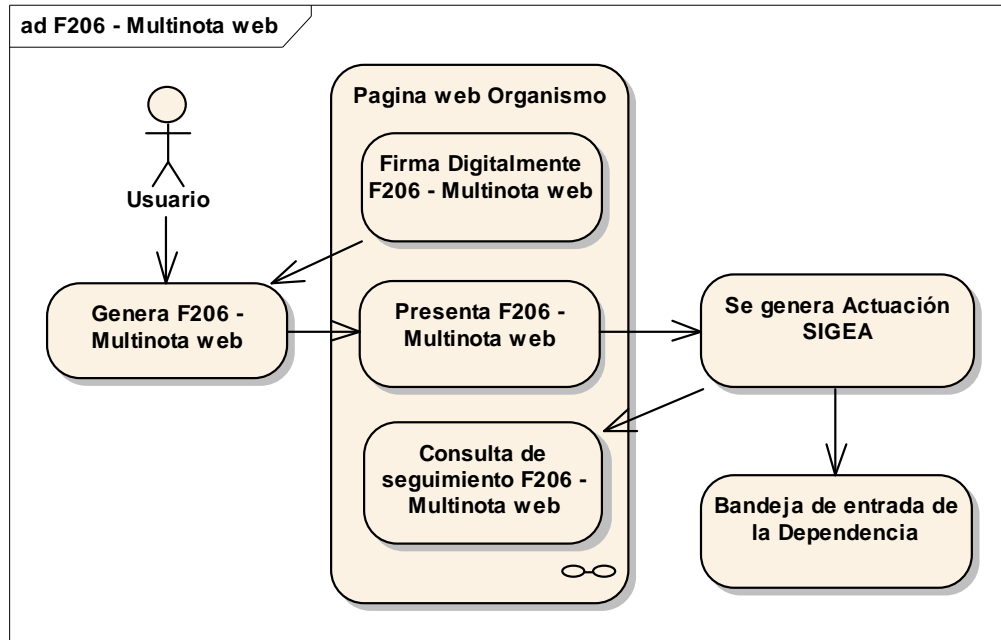 ad F206 - Multinota web
Pagina web Organismo
Firma Digitalmente
F206 - Multinota web
Usuario
Genera F206 -
Multinota web
Presenta F206 -
Multinota web
Se genera Actuación
SIGEA
Consulta de
seguimiento F206 -
Multinota web
Bandeja de entrada de
la Dependencia